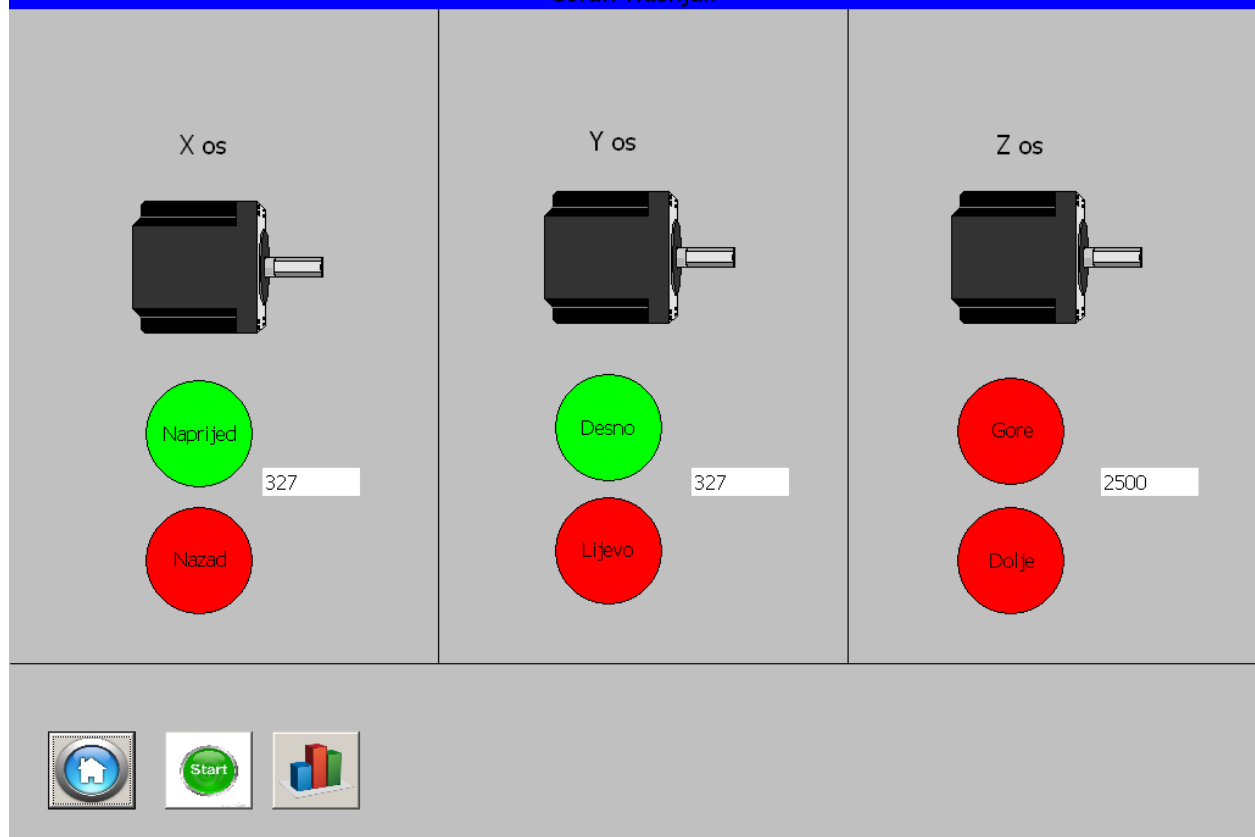 X os
Y os
Z os
Naprijed
327
Nazad
Desno
327
Lijevo
Gore
2500
Dolje
Start